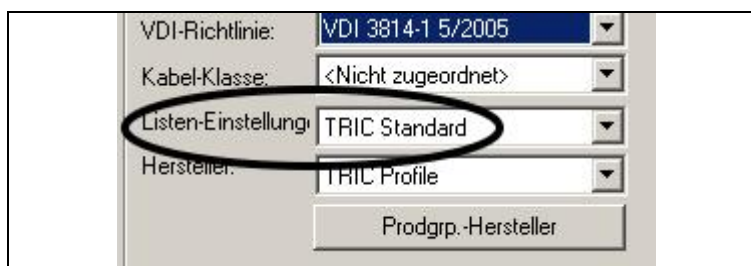 VDI-Richtlinie: VDI 3814-1 5/2005
Kabel-Klasse: <Nicht zugeordnet>
Listen-Einstellung TRIC Standard
Hersteller: TRIC Profile
Prodgrp.-Hersteller